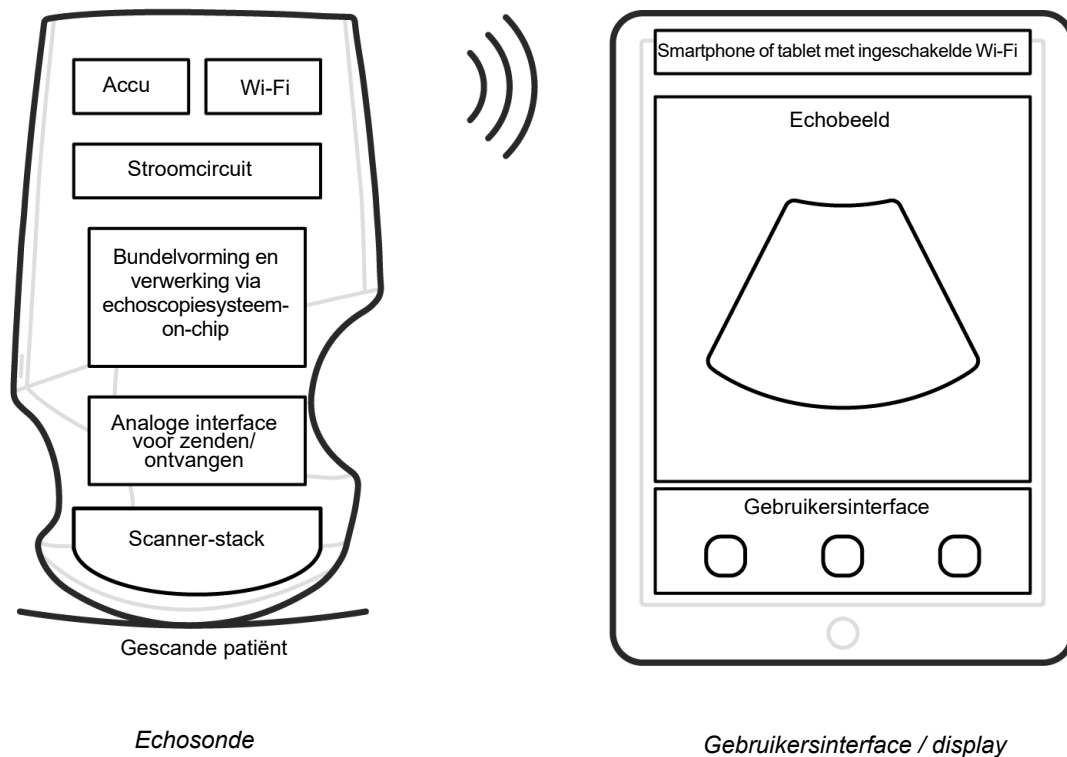 Accu
Wi-Fi
Stroomcircuit
Bundelvorming en
verwerking via
echoscopiesysteem-
on-chip
Analoge interface
voor zenden/
ontvangen
Scanner-stack
Gescande patiënt
Echosonde
Smartphone of tablet met ingeschakelde Wi-Fi
Echobeeld
Gebruikersinterface
Gebruikersinterface / display